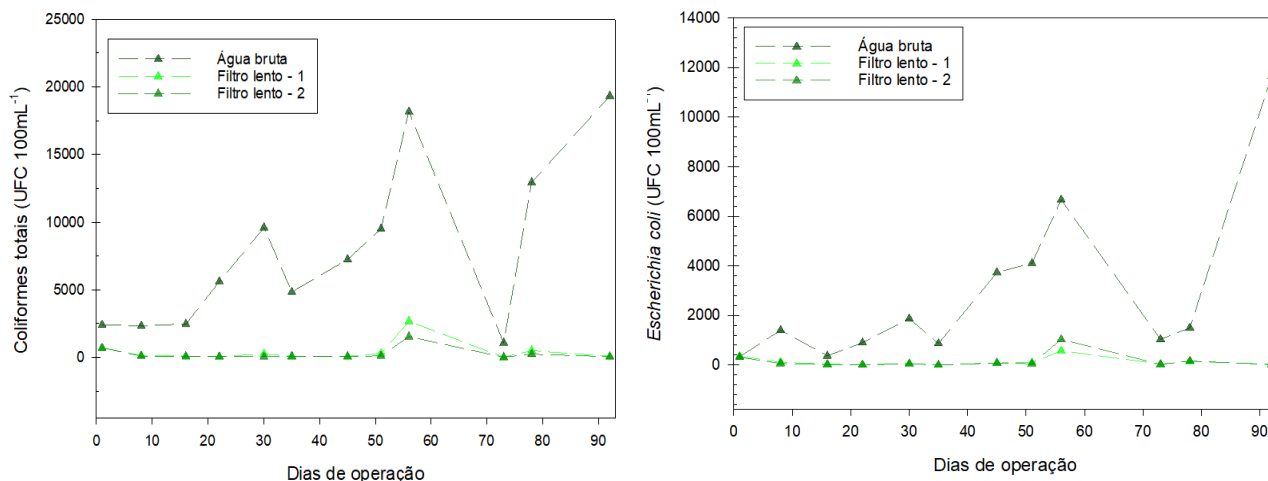 25000
20000
15000
10000
5000
0
Coliformes totais (UFC 100mL⁻¹)
Água bruta
Filtro lento - 1
Filtro lento - 2
0 10 20 30 40 50 60 70 80 90
Dias de operação
14000
12000
10000
8000
6000
4000
2000
0
Escherichia coli (UFC 100mL⁻¹)
Água bruta
Filtro lento - 1
Filtro lento - 2
0 10 20 30 40 50 60 70 80 90
Dias de operação